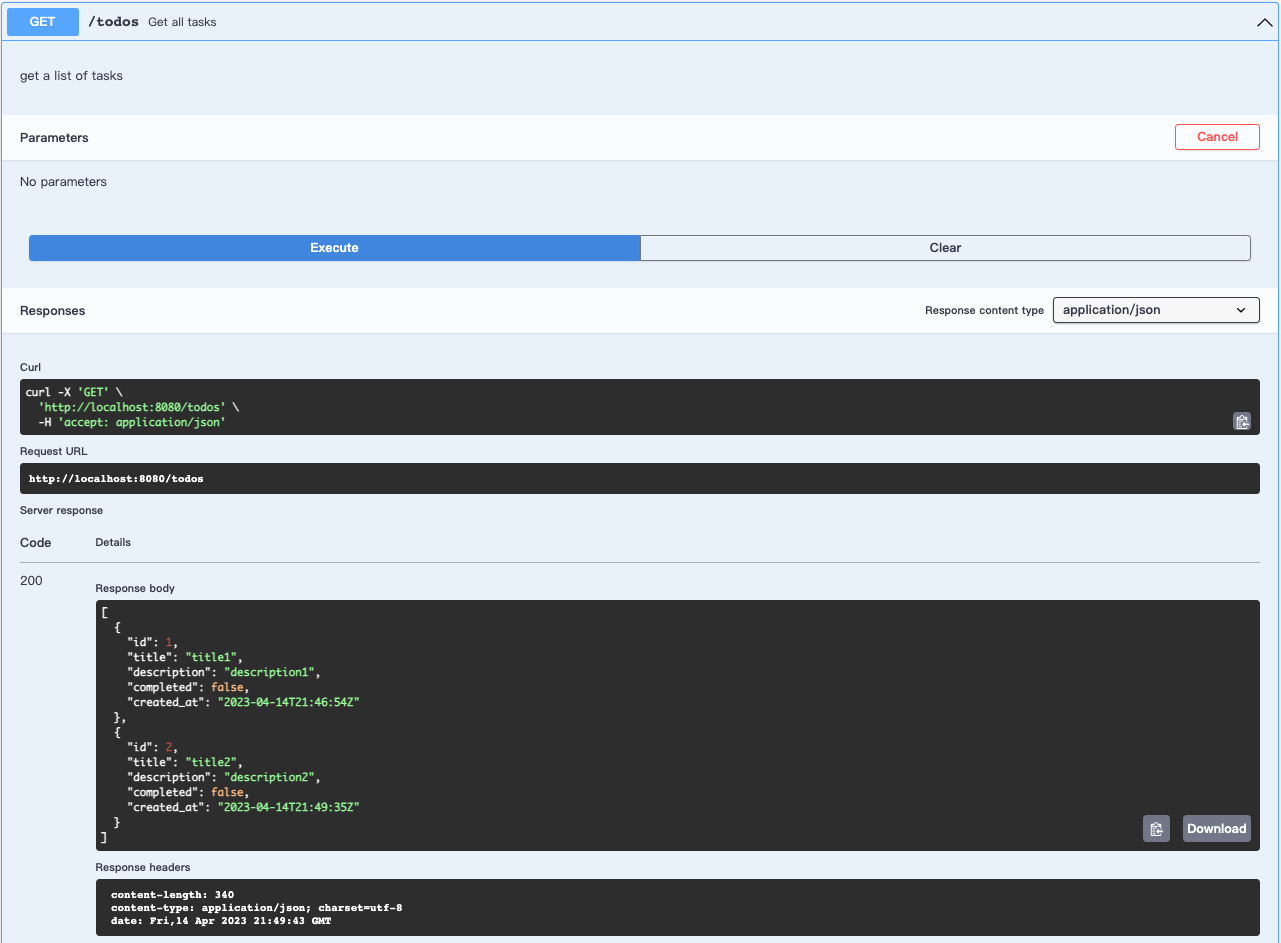 GET /todos Get all tasks
get a list of tasks
Parameters Cancel
No parameters
Execute Clear
Responses Response content type application/json
Curl
curl -X 'GET' \
  'http://localhost:8080/todos' \
  -H 'accept: application/json'
Request URL
http://localhost:8080/todos
Server response
Code Details
200
Response body
[
  {
    "id": 1,
    "title": "title1",
    "description": "description1",
    "completed": false,
    "created_at": "2023-04-14T21:46:54Z"
  },
  {
    "id": 2,
    "title": "title2",
    "description": "description2",
    "completed": false,
    "created_at": "2023-04-14T21:49:35Z"
  }
]
Download
Response headers
content-length: 340
content-type: application/json; charset=utf-8
date: Fri,14 Apr 2023 21:49:43 GMT